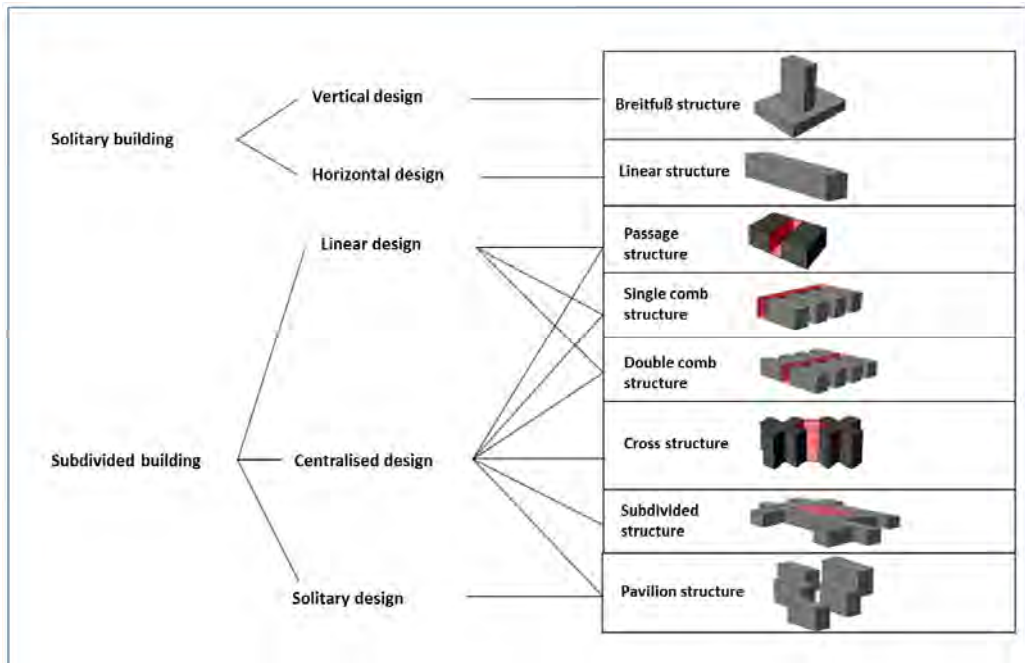 Solitary building
Vertical design
Horizontal design
Subdivided building
Linear design
Centralised design
Solitary design
Breitfuß structure
Linear structure
Passage
structure
Single comb
structure
Double comb
structure
Cross structure
Subdivided
structure
Pavilion structure